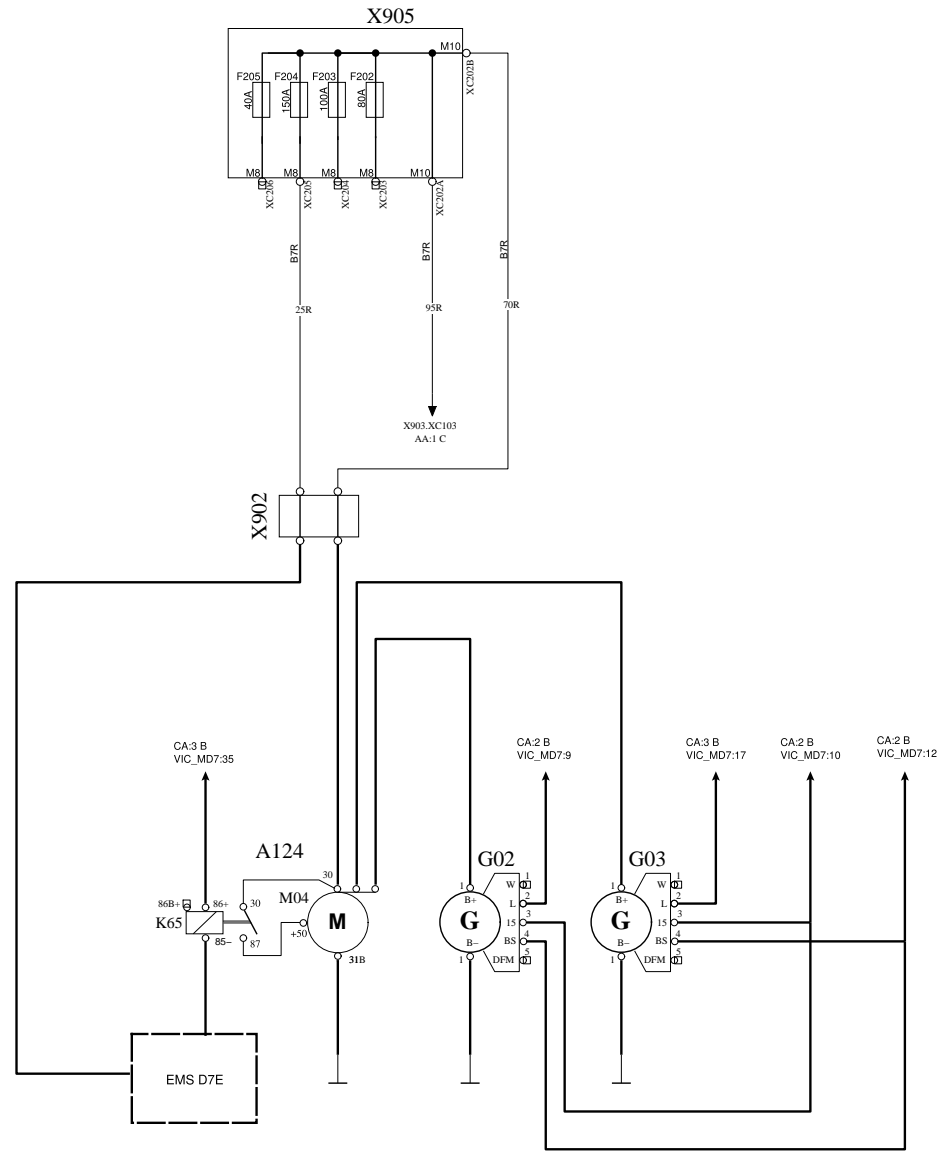 X905
M10
XC202B
F205
F204
F203
F202
40A
150A
100A
80A
M8
M8
M8
M8
M10
XC206
XC205
XC204
XC203
XC202A
B7R
B7R
B7R
25R
95R
70R
X903.XC103
AA:1 C
X902
CA:3 B
VIC_MD7:35
CA:2 B
VIC_MD7:9
CA:3 B
VIC_MD7:17
CA:2 B
VIC_MD7:10
CA:2 B
VIC_MD7:12
A124
G02
G03
30
M04
86B+
86+
30
K65
85–
87
+50
M
31B
1
B+
G
B–
1
W
1
L
2
15
3
BS
4
DFM
5
1
B+
G
B–
1
W
1
L
2
15
3
BS
4
DFM
5
EMS D7E